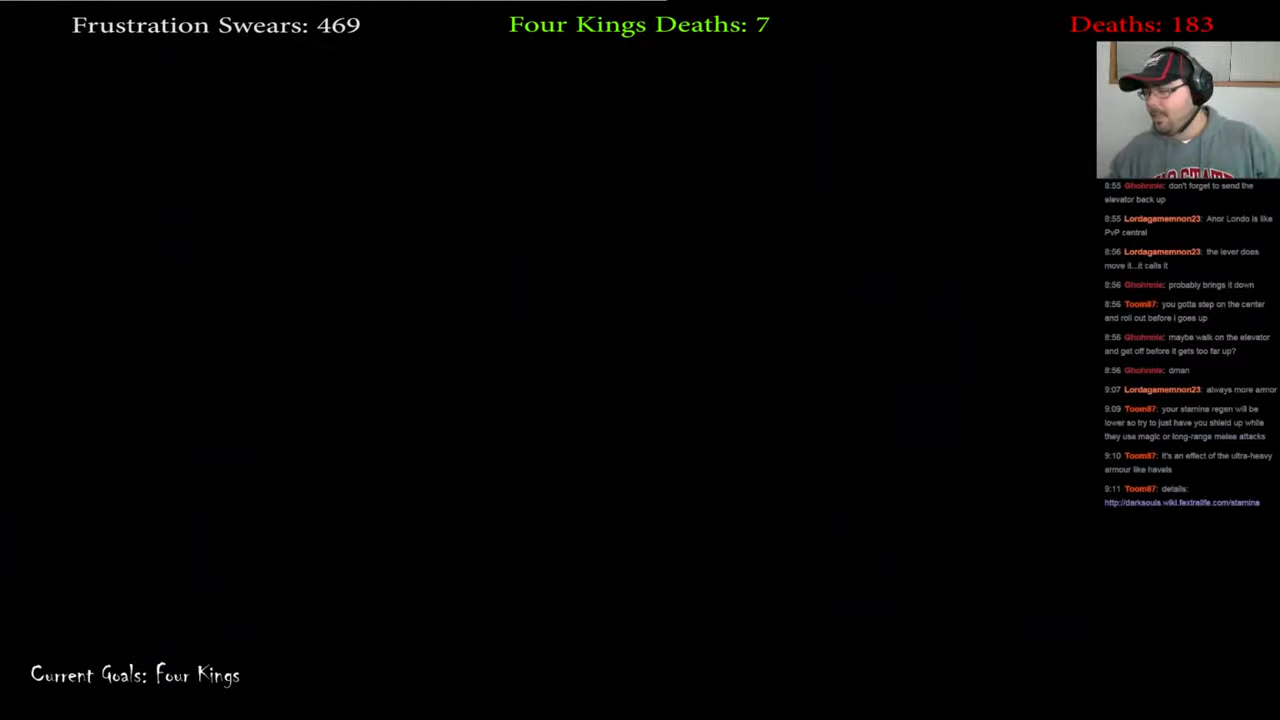 Frustration Swears: 469
Four Kings Deaths: 7
Deaths: 183
8:55 Ghohnnie: don't forget to send the
elevator back up
8:55 Lordagamemnon23: Anor Londo is like
PvP central
8:56 Lordagamemnon23: the lever does
move it...it calls it
8:56 Ghohnnie: probably brings it down
8:56 Toom87: you gotta step on the center
and roll out before i goes up
8:56 Ghohnnie: maybe walk on the elevator
and get off before it gets too far up?
8:56 Ghohnnie: dman
9:07 Lordagamemnon23: always more armor
9:09 Toom87: your stamina regen will be
lower so try to just have you shield up while
they use magic or long-range melee attacks
9:10 Toom87: It's an effect of the ultra-heavy
armour like havels
9:11 Toom87: details:
http://darksouls.wiki.fextralife.com/stamina
Current Goals: Four Kings